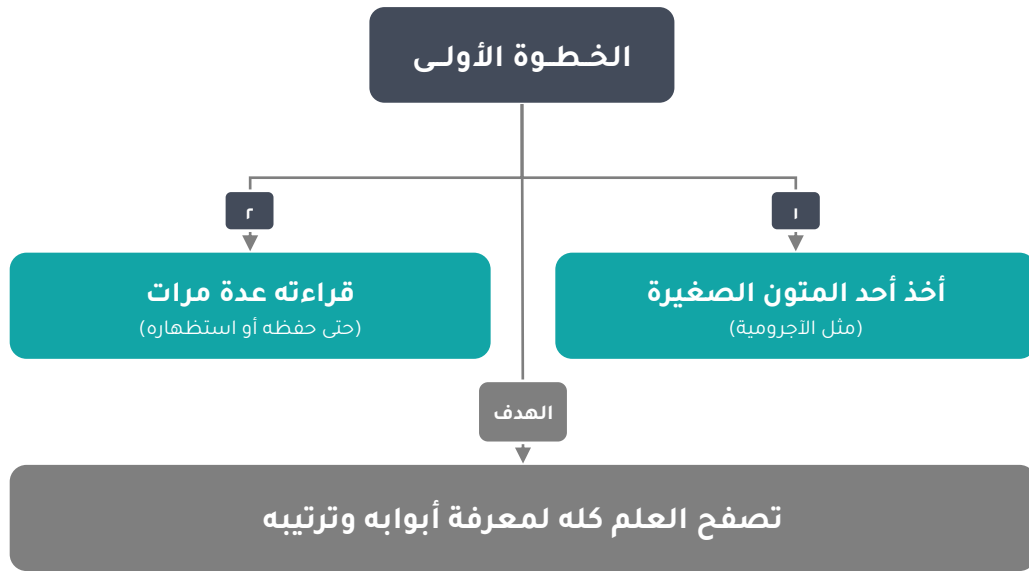 الخطوة الأولى
١
٢
أخذ أحد المتون الصغيرة
(مثل الآجرومية)
قراءته عدة مرات
(حتى حفظه أو استظهاره)
الهدف
تصفح العلم كله لمعرفة أبوابه وترتيبه